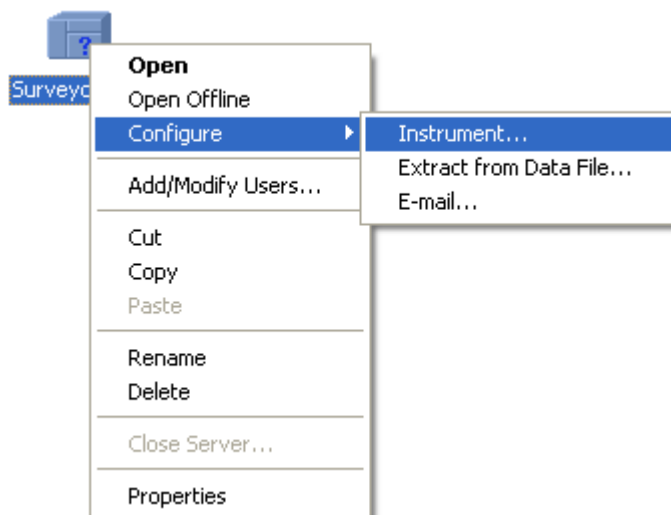 Open
Surveyo
Open Offline
Configure
Instrument...
Extract from Data File...
Add/Modify Users...
E-mail...
Cut
Copy
Paste
Rename
Delete
Close Server...
Properties